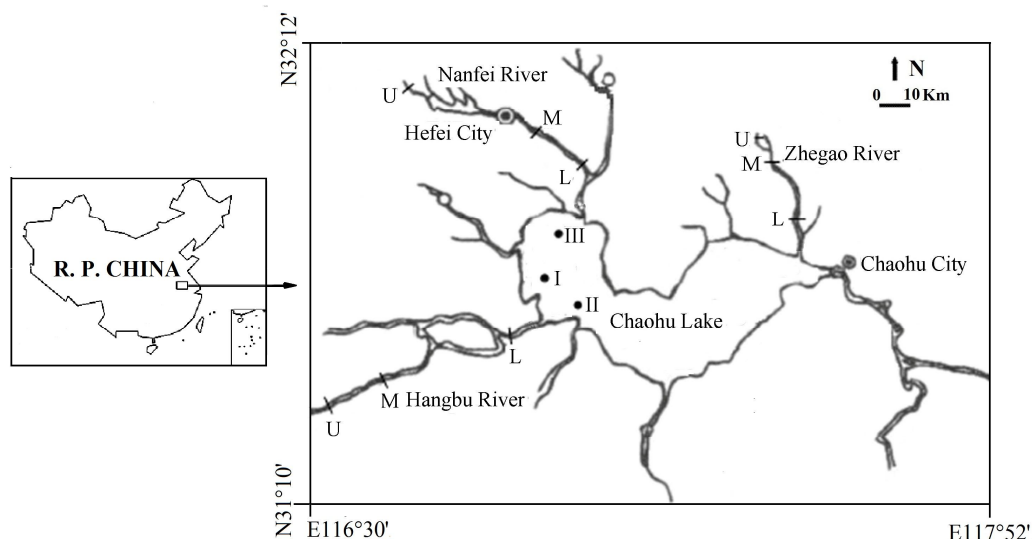 N32°12'
Nanfei River
U
M
Hefei City
L
N
0 10 Km
U
M
Zhegao River
L
III
I
II
Chaohu City
Chaohu Lake
R. P. CHINA
L
M Hangbu River
U
N31°10'
E116°30'
E117°52'